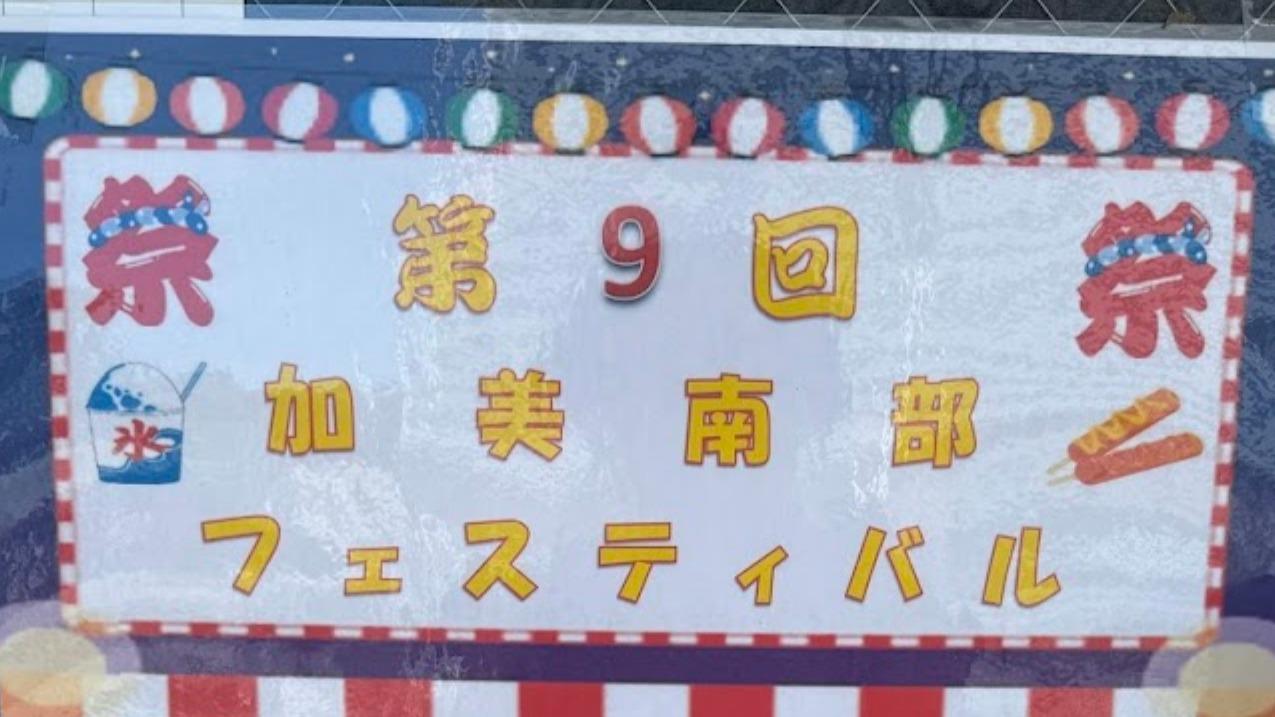 祭 第9回 祭
氷 加美南部
フェスティバル